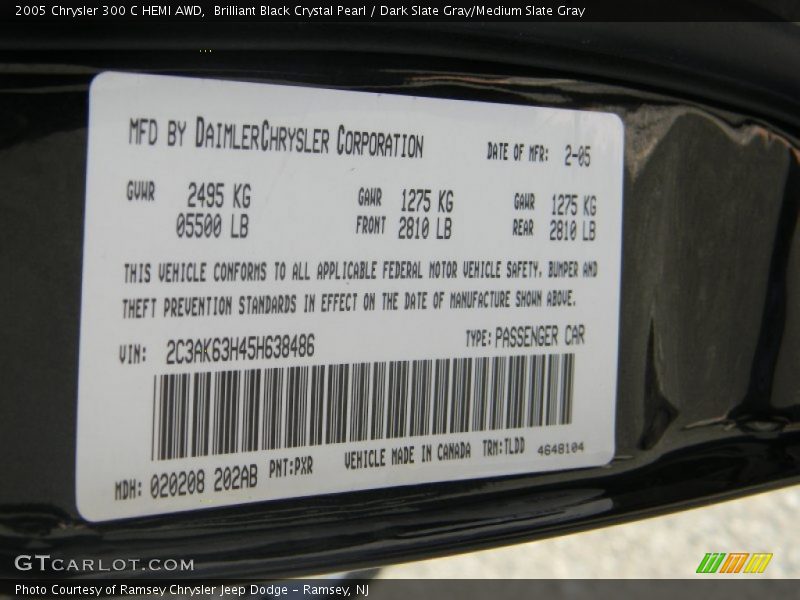 2005 Chrysler 300 C HEMI AWD,  Brilliant Black Crystal Pearl / Dark Slate Gray/Medium Slate Gray
MFD BY DAIMLERCHRYSLER CORPORATION DATE OF MFR: 2-05
GVWR 2495 KG GAWR 1275 KG GAWR 1275 KG
05500 LB FRONT 2810 LB REAR 2810 LB
THIS VEHICLE CONFORMS TO ALL APPLICABLE FEDERAL MOTOR VEHICLE SAFETY, BUMPER AND
THEFT PREVENTION STANDARDS IN EFFECT ON THE DATE OF MANUFACTURE SHOWN ABOVE.
VIN: 2C3AK63H45H638486 TYPE: PASSENGER CAR
MDH: 020208 202AB PNT:PXR VEHICLE MADE IN CANADA TRM:TLDD 4648104
GTCARLOT.COM
Photo Courtesy of Ramsey Chrysler Jeep Dodge – Ramsey, NJ